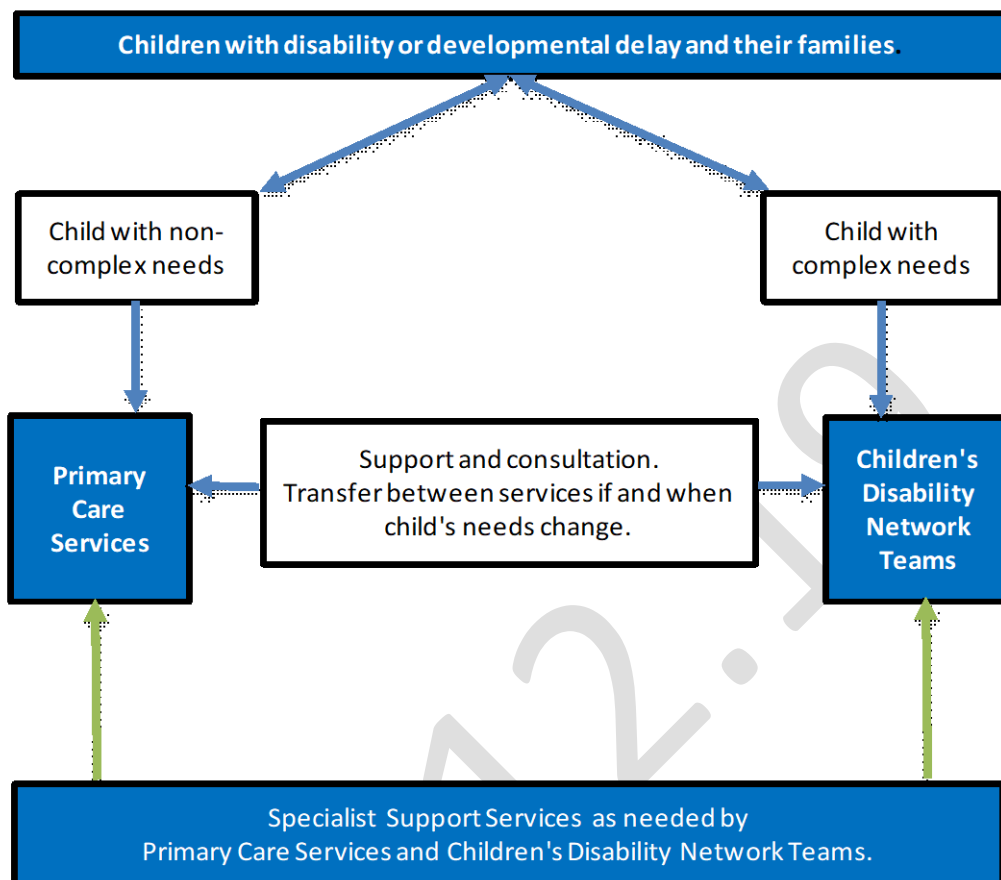 Children with disability or developmental delay and their families.
Child with non-
complex needs
Child with
complex needs
Primary
Care
Services
Support and consultation.
Transfer between services if and when
child's needs change.
Children's
Disability
Network
Teams
Specialist Support Services as needed by
Primary Care Services and Children's Disability Network Teams.
12.19